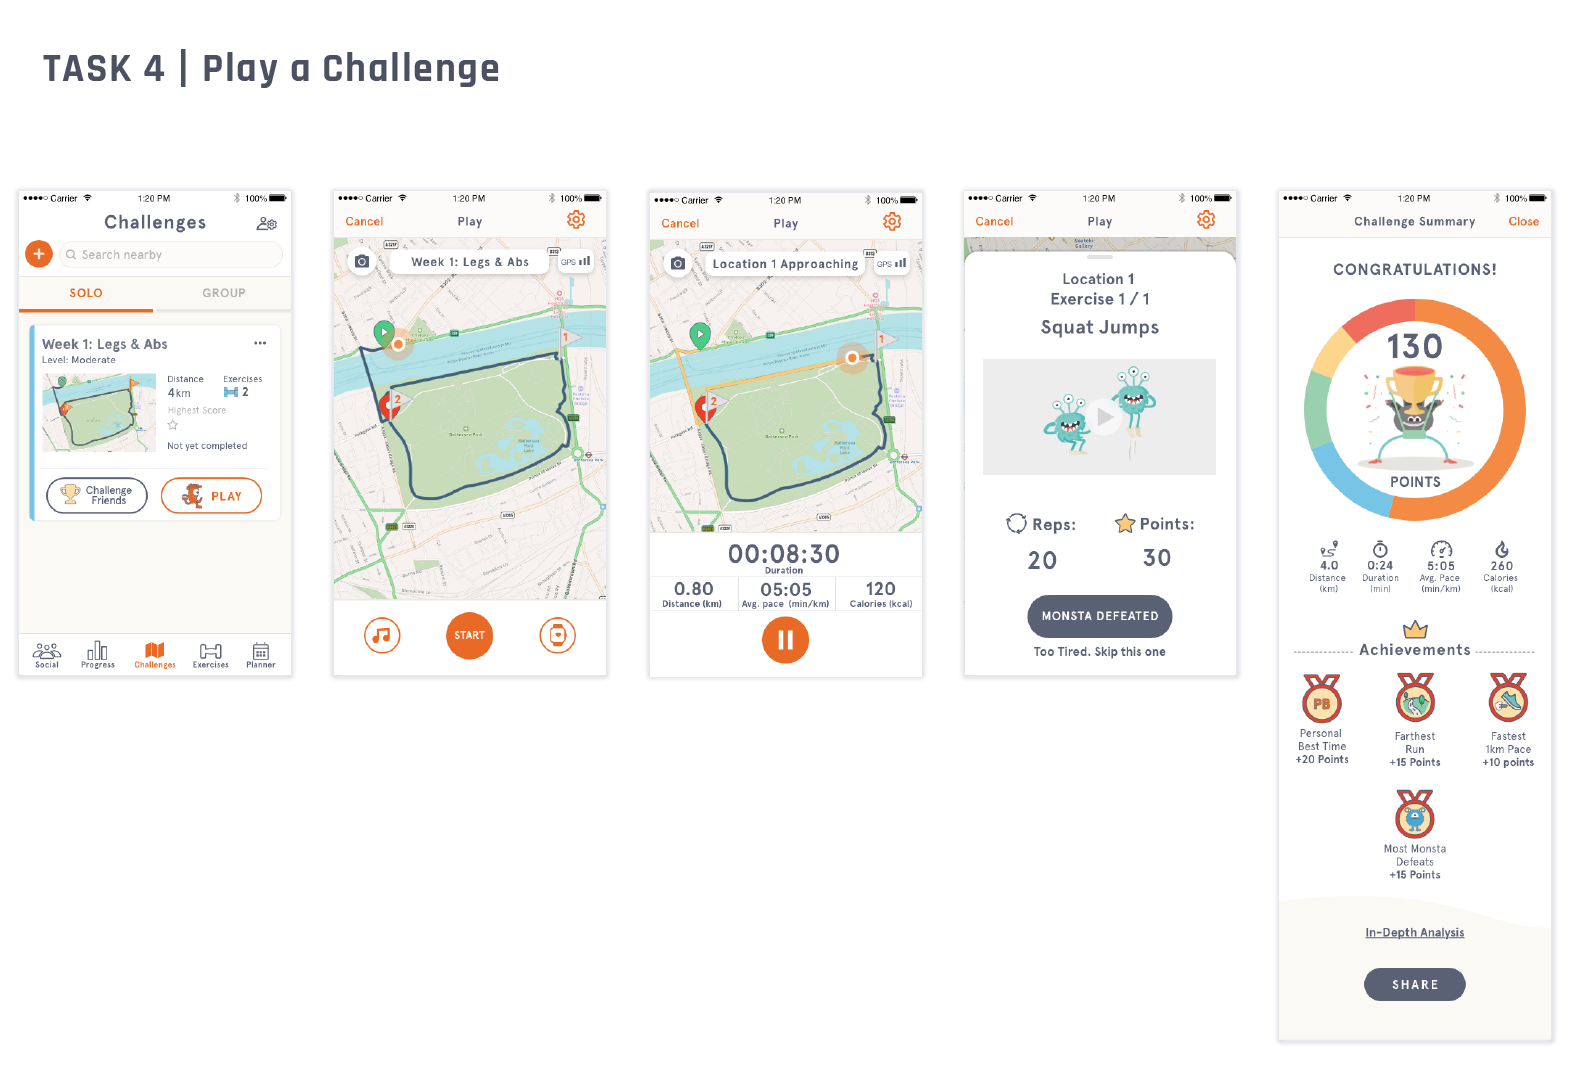 TASK 4 | Play a Challenge
Carrier
1:20 PM
100%
Challenges
Search nearby
SOLO
GROUP
Week 1: Legs & Abs
Level: Moderate
Distance
Exercises
4km
2
Highest Score
Not yet completed
Challenge
Friends
PLAY
Social
Progress
Challenges
Exercises
Planner
Carrier
1:20 PM
100%
Cancel
Play
Week 1: Legs & Abs
GPS
1
2
Battersea Park
START
Carrier
1:20 PM
100%
Cancel
Play
Location 1 Approaching
GPS
1
2
Battersea Park
00:08:30
Duration
0.80
05:05
120
Distance (km)
Avg. pace (min/km)
Calories (kcal)
Carrier
1:20 PM
100%
Cancel
Play
Location 1
Exercise 1 / 1
Squat Jumps
Reps:
Points:
20
30
MONSTA DEFEATED
Too Tired. Skip this one
Carrier
1:20 PM
100%
Challenge Summary
Close
CONGRATULATIONS!
130
POINTS
4.0
0:24
5:05
260
Distance
Duration
Avg. Pace
Calories
(km)
(min)
(min/km)
(kcal)
Achievements
PB
Personal
Best Time
+20 Points
Farthest
Run
+15 Points
Fastest
1km Pace
+10 points
Most Monsta
Defeats
+15 Points
In-Depth Analysis
SHARE